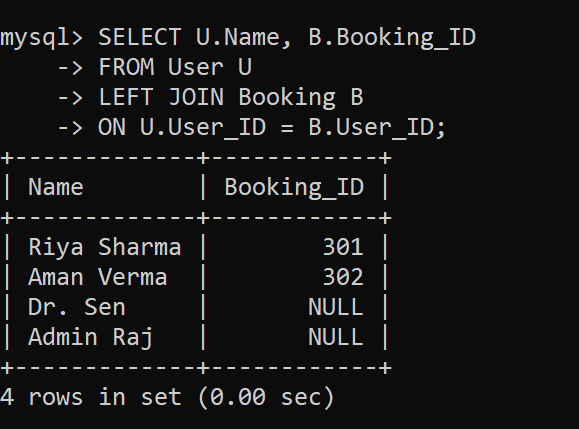 mysql> SELECT U.Name, B.Booking_ID
    -> FROM User U
    -> LEFT JOIN Booking B
    -> ON U.User_ID = B.User_ID;
+-------------+------------+
| Name        | Booking_ID |
+-------------+------------+
| Riya Sharma |        301 |
| Aman Verma  |        302 |
| Dr. Sen     |       NULL |
| Admin Raj   |       NULL |
+-------------+------------+
4 rows in set (0.00 sec)